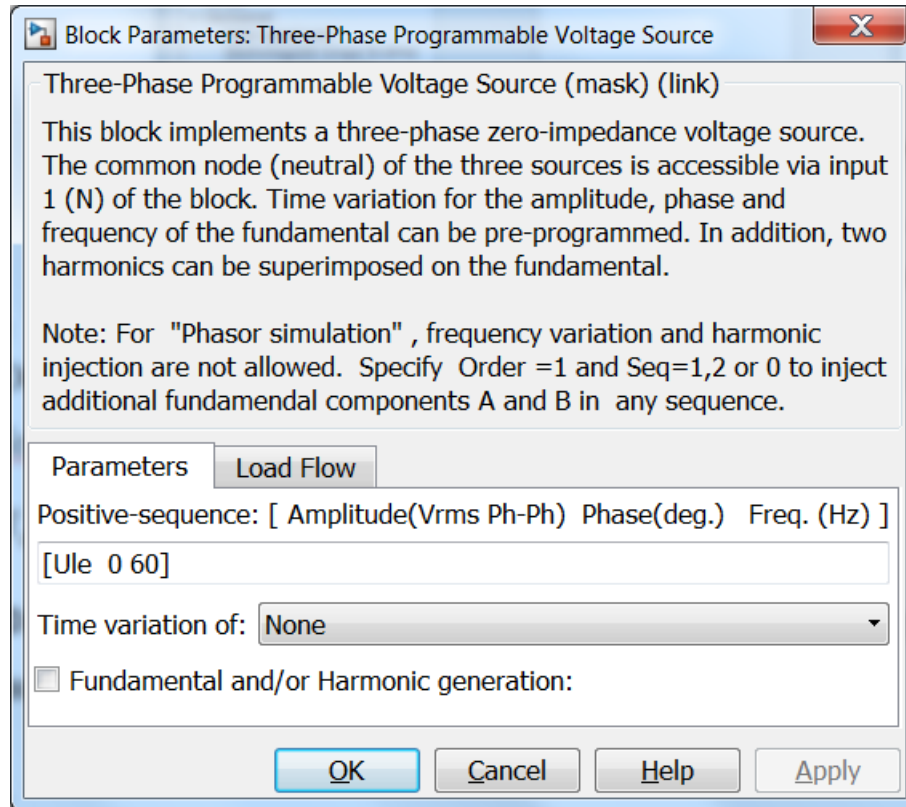 Block Parameters: Three-Phase Programmable Voltage Source
X
Three-Phase Programmable Voltage Source (mask) (link)
This block implements a three-phase zero-impedance voltage source.
The common node (neutral) of the three sources is accessible via input
1 (N) of the block. Time variation for the amplitude, phase and
frequency of the fundamental can be pre-programmed. In addition, two
harmonics can be superimposed on the fundamental.
Note: For  "Phasor simulation" , frequency variation and harmonic
injection are not allowed.  Specify  Order =1 and Seq=1,2 or 0 to inject
additional fundamendal components A and B in  any sequence.
Parameters
Load Flow
Positive-sequence: [ Amplitude(Vrms Ph-Ph)  Phase(deg.)   Freq. (Hz) ]
[Ule  0 60]
Time variation of: None
Fundamental and/or Harmonic generation:
OK Cancel Help Apply